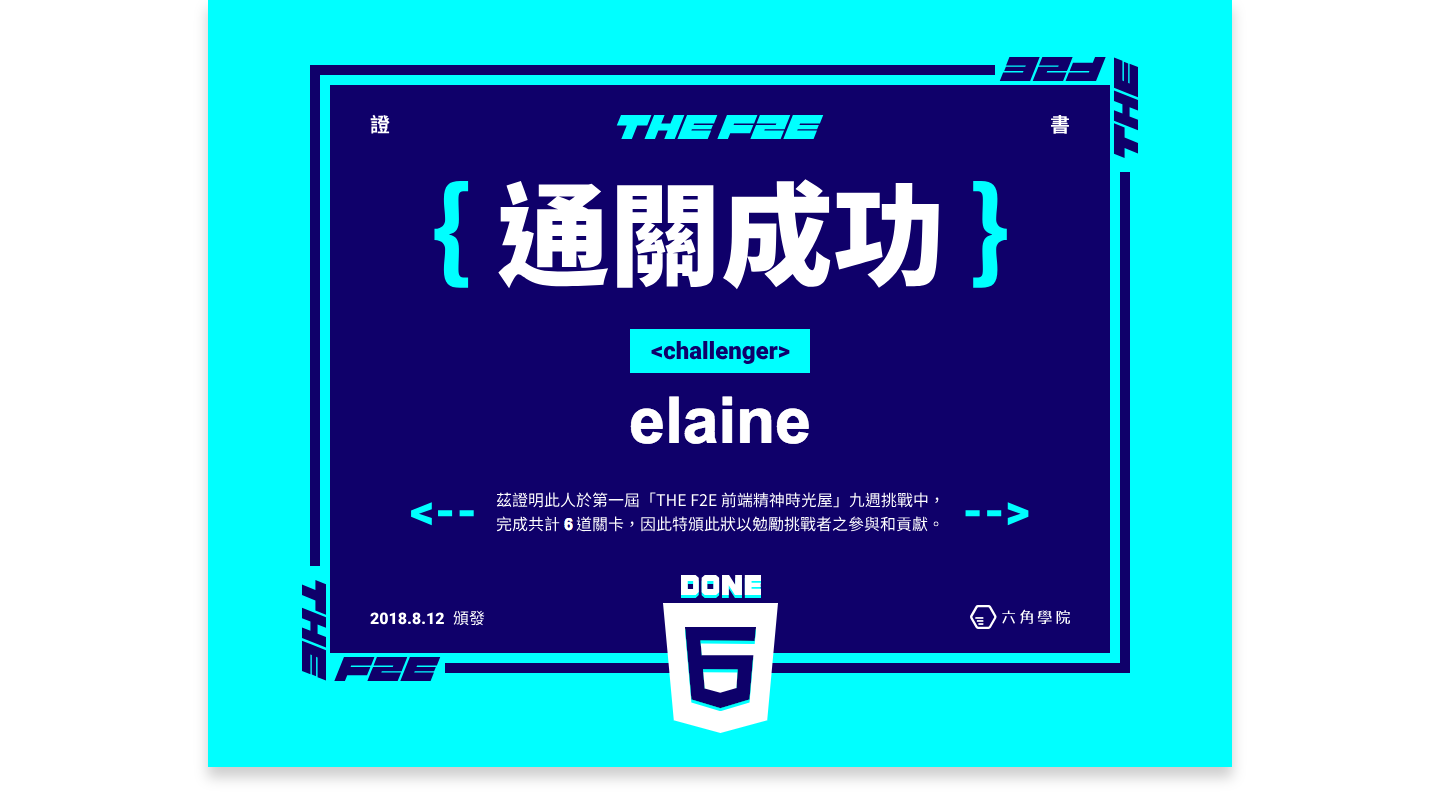 THE F2E
證
THE F2E
書
{ 通關成功 }
<challenger>
elaine
<-- 茲證明此人於第一屆「THE F2E 前端精神時光屋」九週挑戰中，
完成共計 6 道關卡，因此特頒此狀以勉勵挑戰者之參與和貢獻。 -->
DONE
6
2018.8.12 頒發
六角學院
THE F2E